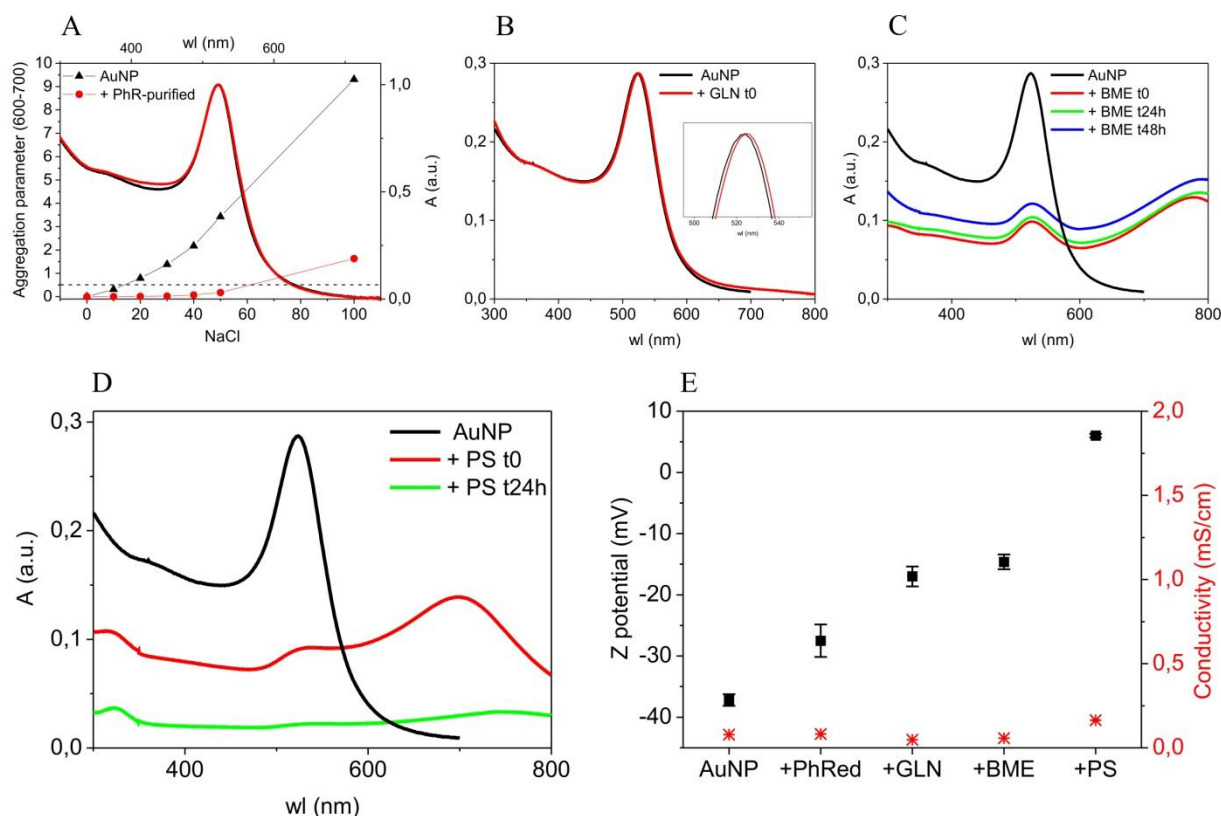 A
wl (nm)
400 600
Aggregation parameter (600-700)
10
9
8
7
6
5
4
3
2
1
0
AuNP
+ PhR-purified
1,0
0,5
0,0
A (a.u.)
0 20 40 60 80 100
NaCl
B
A (a.u.)
0,3
0,2
0,1
0,0
AuNP
+ GLN t0
500 520 540
wl (nm)
300 400 500 600 700 800
wl (nm)
C
A (a.u.)
0,3
0,2
0,1
0,0
AuNP
+ BME t0
+ BME t24h
+ BME t48h
400 600 800
wl (nm)
D
A (a.u.)
0,3
0,2
0,1
0,0
AuNP
+ PS t0
+ PS t24h
400 600 800
wl (nm)
E
Z potential (mV)
10
0
-10
-20
-30
-40
2,0
1,5
1,0
0,5
0,0
Conductivity (mS/cm)
AuNP +PhRed +GLN +BME +PS